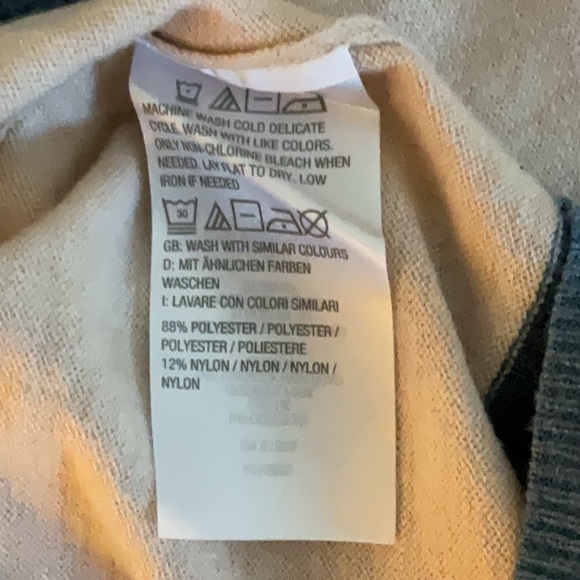 MACHINE WASH COLD DELICATE
CYCLE. WASH WITH LIKE COLORS.
ONLY NON-CHLORINE BLEACH WHEN
NEEDED. LAY FLAT TO DRY. LOW
IRON IF NEEDED
30
GB: WASH WITH SIMILAR COLOURS
D: MIT ÄHNLICHEN FARBEN
WASCHEN
I: LAVARE CON COLORI SIMILARI
88% POLYESTER / POLYESTER /
POLYESTER / POLIESTERE
12% NYLON / NYLON / NYLON /
NYLON